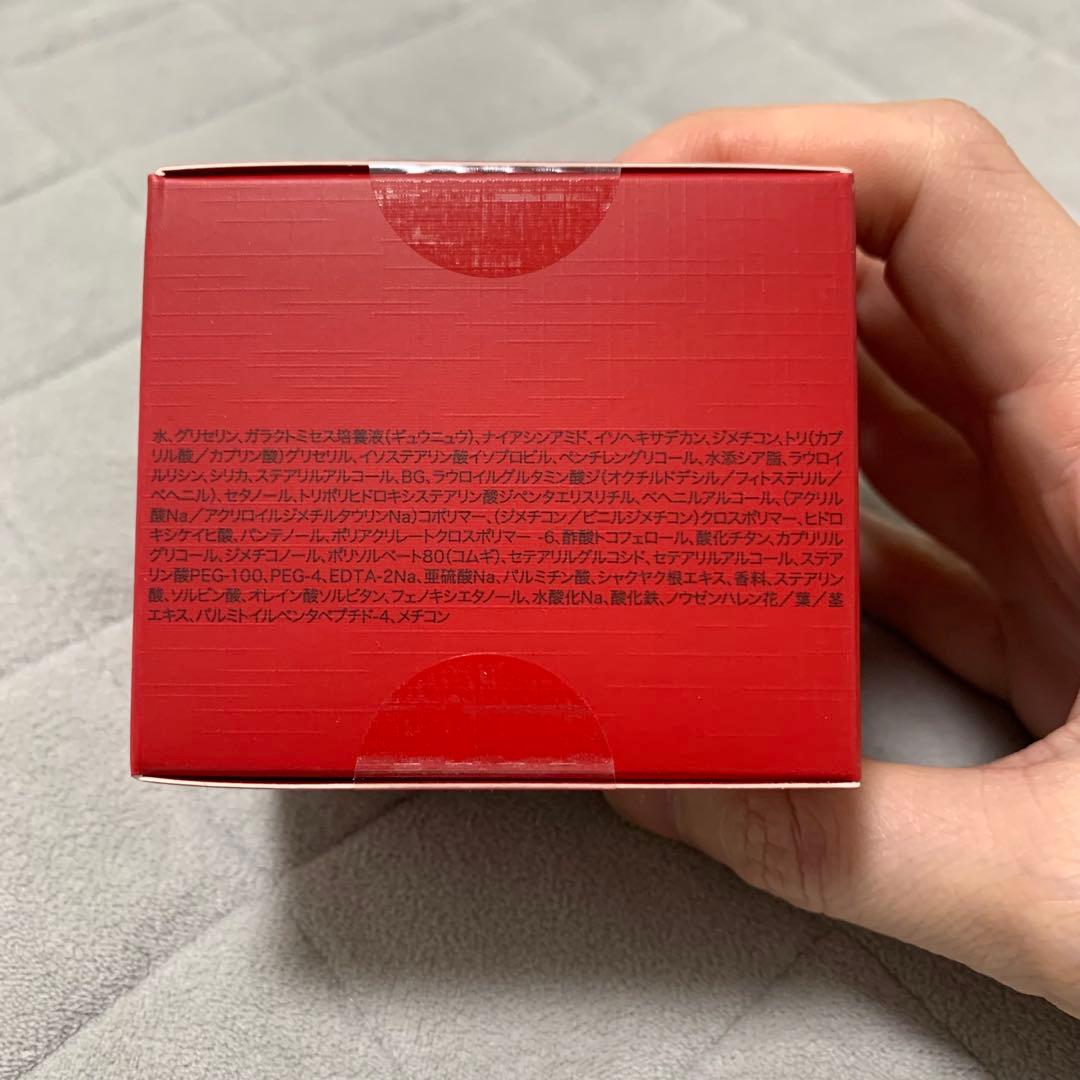 水、グリセリン、ガラクトミセス培養液(ギュウニュウ)、ナイアシンアミド、イソヘキサデカン、ジメチコン、トリ(カプ
リル酸／カプリン酸)グリセリル、イソステアリン酸イソプロピル、ペンチレングリコール、水添シア脂、ラウロイ
ルリシン、シリカ、ステアリルアルコール、BG、ラウロイルグルタミン酸ジ(オクチルドデシル／フィトステリル／
ベヘニル)、セタノール、トリポリヒドロキシステアリン酸ジペンタエリスリチル、ベヘニルアルコール、(アクリル
酸Na／アクリロイルジメチルタウリンNa)コポリマー、(ジメチコン／ビニルジメチコン)クロスポリマー、ヒドロ
キシケイヒ酸、パンテノール、ポリアクリレートクロスポリマー -6、酢酸トコフェロール、酸化チタン、カプリリル
グリコール、ジメチコノール、ポリソルベート80(コムギ)、セテアリルグルコシド、セテアリルアルコール、ステア
リン酸PEG-100、PEG-4、EDTA-2Na、亜硫酸Na、パルミチン酸、シャクヤク根エキス、香料、ステアリン
酸、ソルビン酸、オレイン酸ソルビタン、フェノキシエタノール、水酸化Na、酸化鉄、ノウゼンハレン花／葉／茎
エキス、パルミトイルペンタペプチド-4、メチコン